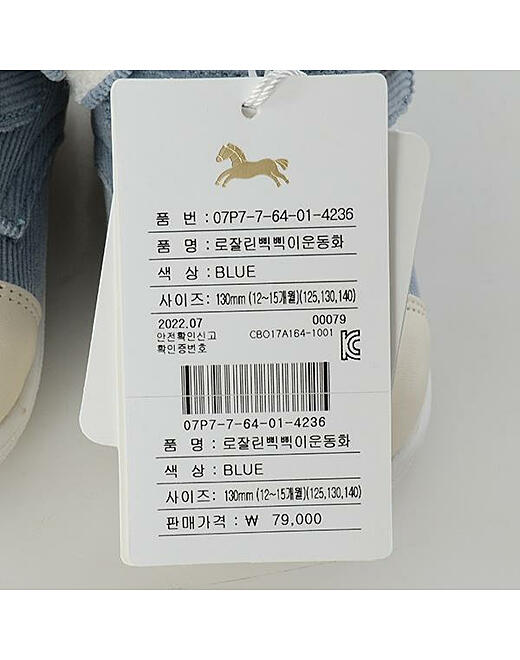 품 번 : 07P7-7-64-01-4236
품 명 : 로잘린삑삑이운동화
색 상 : BLUE
사이즈 : 130mm (12~15개월)(125,130,140)
2022.07 00079
안전확인신고 CB017A164-1001
확인증번호
07P7-7-64-01-4236
품 명 : 로잘린삑삑이운동화
색 상 : BLUE
사이즈 : 130mm (12~15개월)(125,130,140)
판매가격 : ₩ 79,000